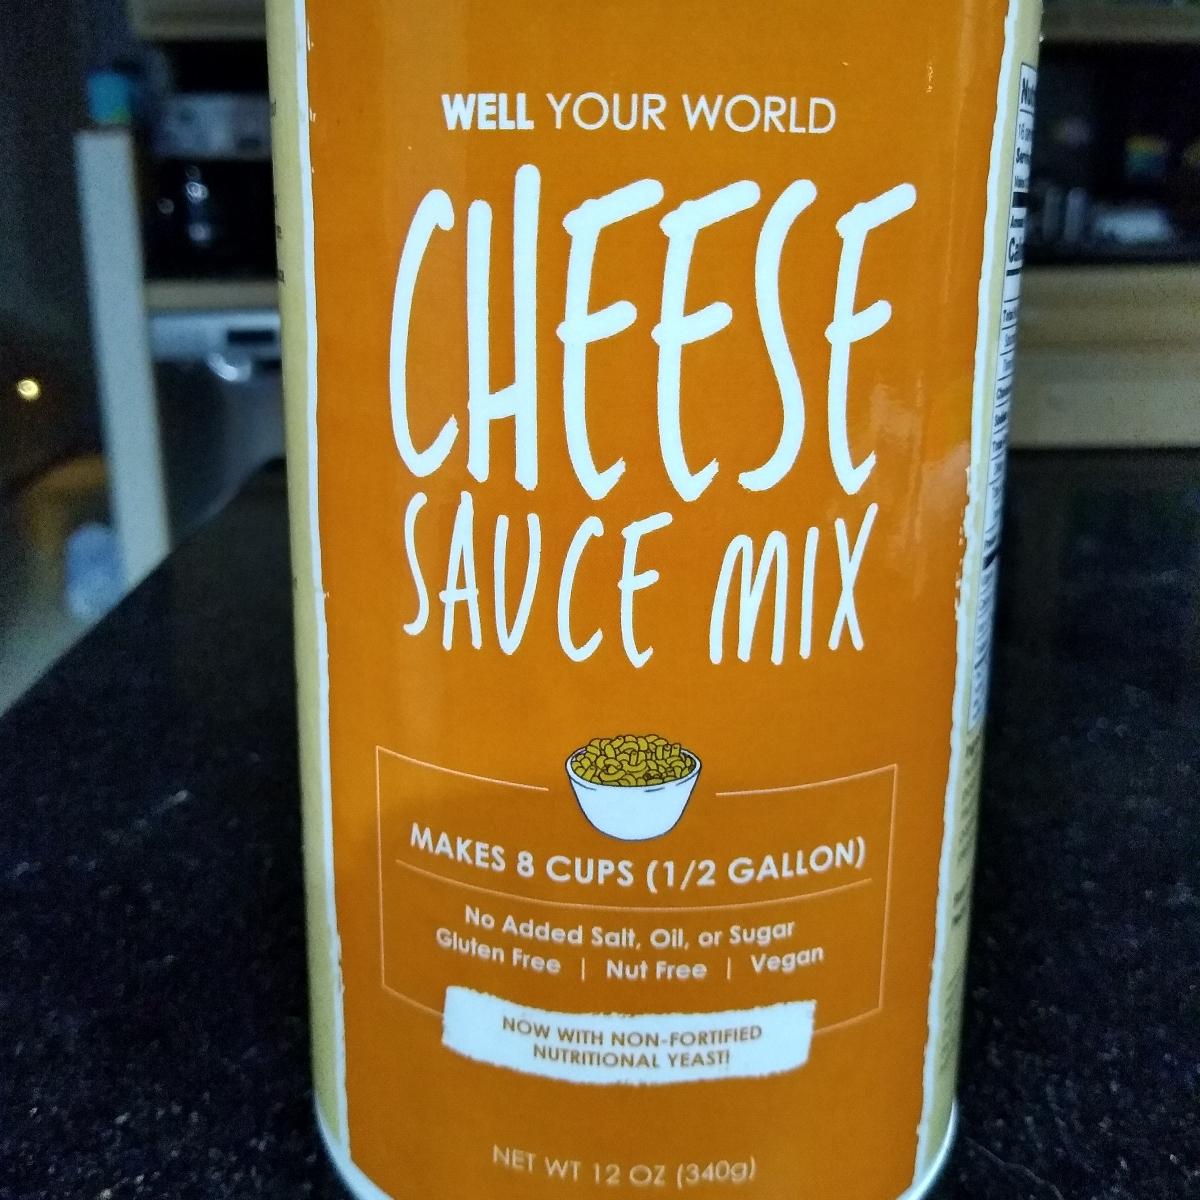 WELL YOUR WORLD
CHEESE
SAUCE MIX
MAKES 8 CUPS (1/2 GALLON)
No Added Salt, Oil, or Sugar
Gluten Free | Nut Free | Vegan
NOW WITH NON-FORTIFIED
NUTRITIONAL YEAST!
NET WT 12 OZ (340g)